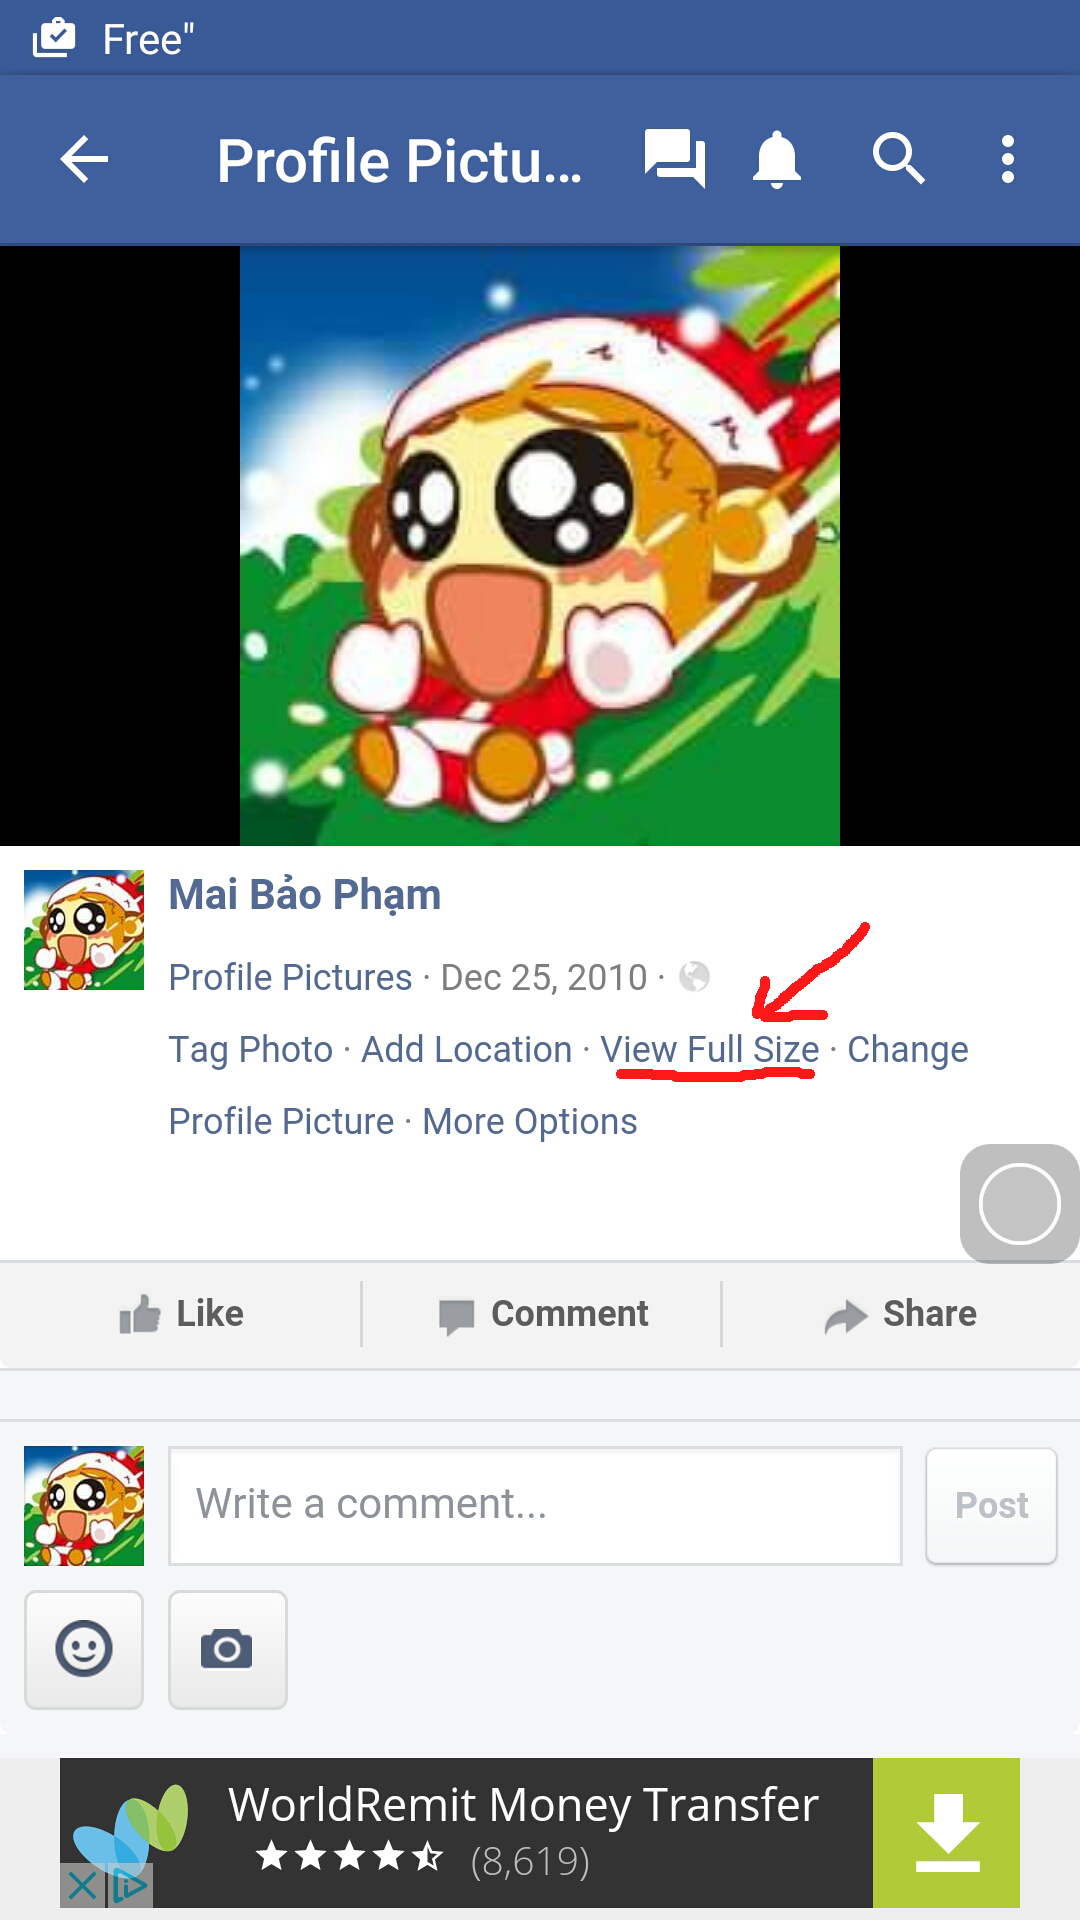 Free"
Profile Pictu...
Mai Bảo Phạm
Profile Pictures · Dec 25, 2010 ·
Tag Photo · Add Location · View Full Size · Change
Profile Picture · More Options
Like Comment Share
Write a comment... Post
WorldRemit Money Transfer
(8,619)